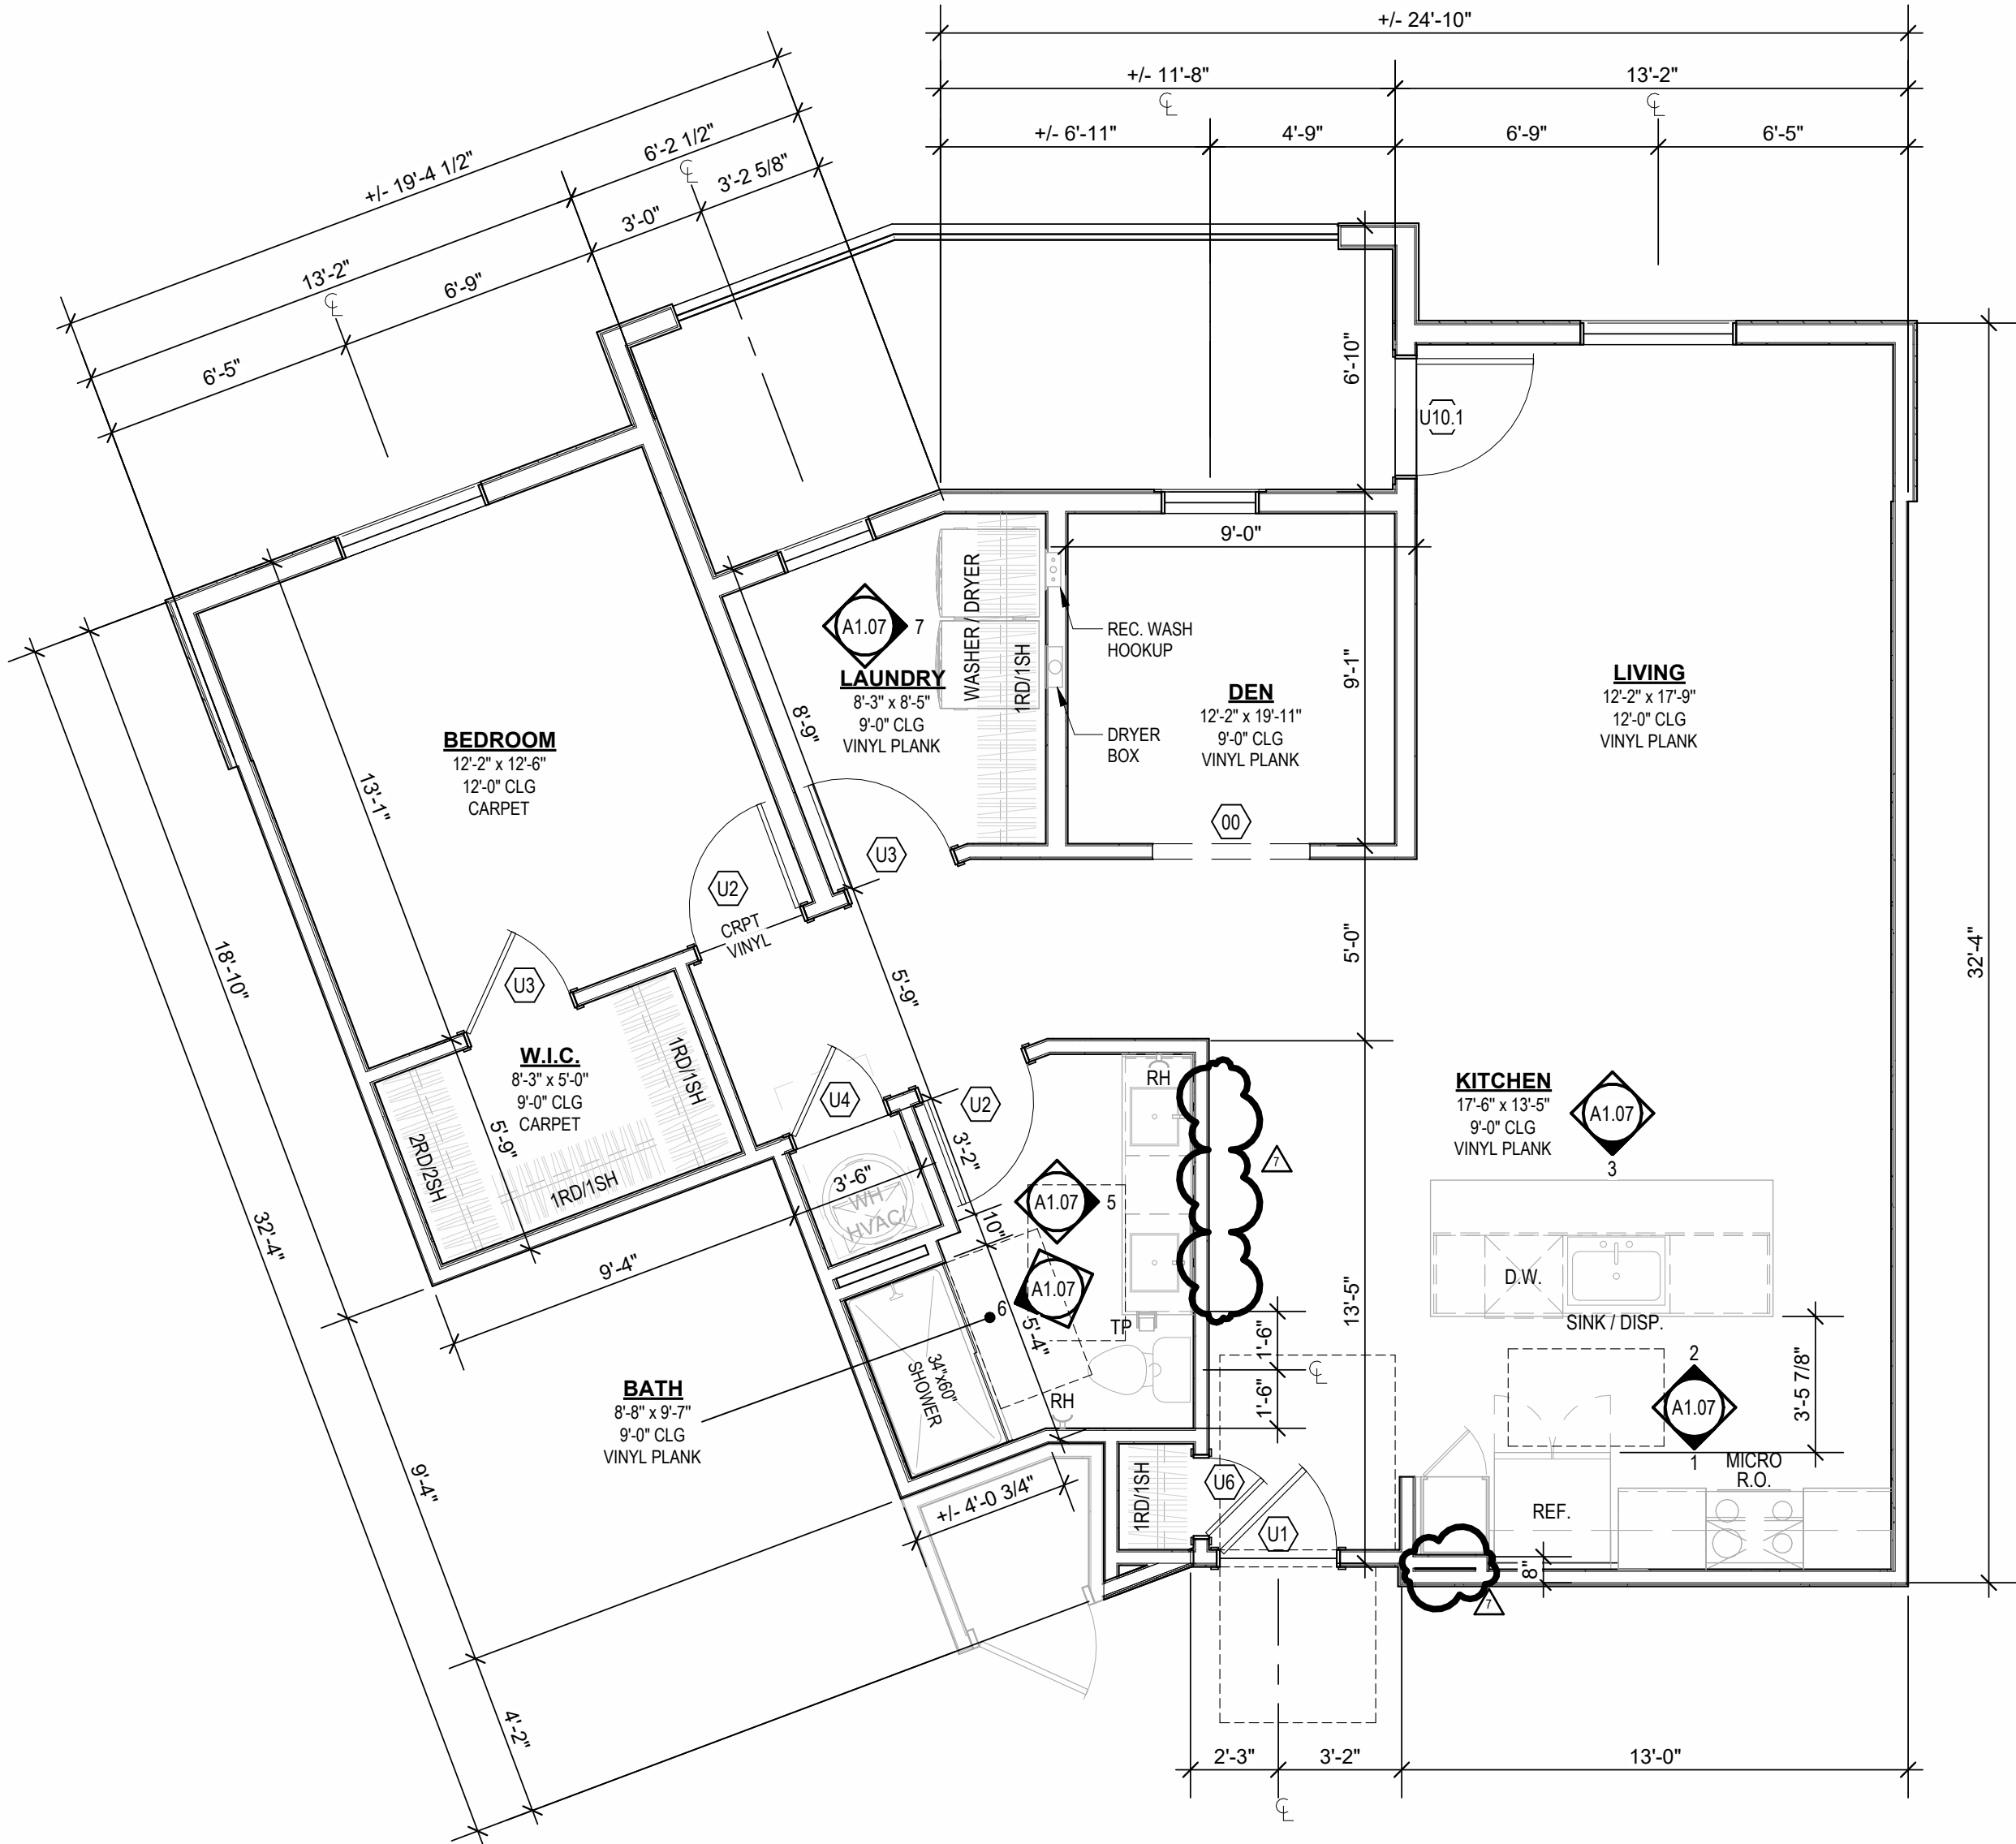 +/- 24'-10"
+/- 11'-8"
13'-2"
+/- 6'-11"
4'-9"
6'-9"
6'-5"
+/- 19'-4 1/2"
6'-2 1/2"
13'-2"
3'-2 5/8"
3'-0"
6'-9"
6'-5"
6'-10"
U10.1
9'-0"
WASHER / DRYER
1RD/1SH
REC. WASH
HOOKUP
DRYER
BOX
A1.07
7
LAUNDRY
8'-3" x 8'-5"
9'-0" CLG
VINYL PLANK
8'-9"
DEN
12'-2" x 19'-11"
9'-0" CLG
VINYL PLANK
9'-1"
LIVING
12'-2" x 17'-9"
12'-0" CLG
VINYL PLANK
BEDROOM
12'-2" x 12'-6"
12'-0" CLG
CARPET
13'-1"
00
U3
U2
CRPT
VINYL
5'-0"
32'-4"
18'-10"
U3
5'-9"
W.I.C.
8'-3" x 5'-0"
9'-0" CLG
CARPET
1RD/1SH
2RD/2SH
1RD/1SH
5'-9"
U4
U2
RH
KITCHEN
17'-6" x 13'-5"
9'-0" CLG
VINYL PLANK
A1.07
3
3'-2"
3'-6"
WH
HVAC/
7
A1.07
5
10"
32'-4"
9'-4"
A1.07
6
D.W.
SINK / DISP.
13'-5"
TP
5'-4"
1'-6"
1'-6"
34"x60"
SHOWER
BATH
8'-8" x 9'-7"
9'-0" CLG
VINYL PLANK
RH
2
A1.07
1
3'-5 7/8"
MICRO
R.O.
REF.
9'-4"
+/- 4'-0 3/4"
1RD/1SH
U6
U1
8"
7
4'-2"
2'-3"
3'-2"
13'-0"